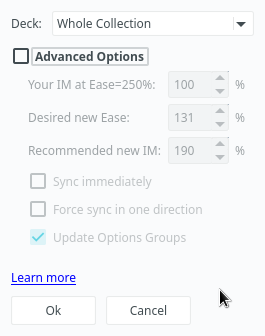 Deck: Whole Collection
Advanced Options
Your IM at Ease=250%: 100 %
Desired new Ease: 131 %
Recommended new IM: 190 %
Sync immediately
Force sync in one direction
Update Options Groups
Learn more
Ok Cancel